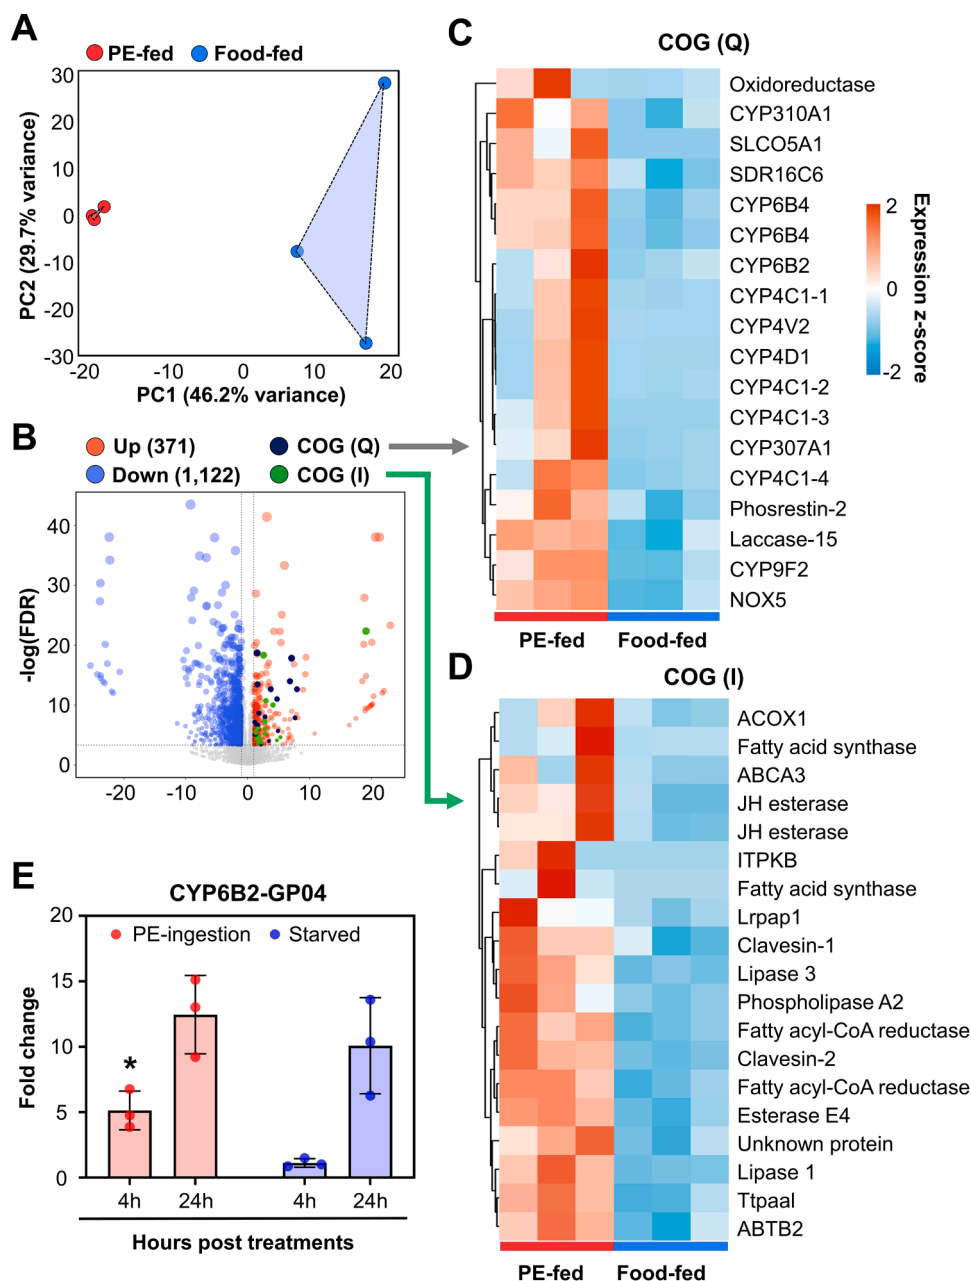 A
PE-fed Food-fed
30
20
10
0
-10
-20
-30
PC2 (29.7% variance)
-20 -10 0 10 20
PC1 (46.2% variance)
B
Up (371) COG (Q)
Down (1,122) COG (I)
40
30
20
10
0
-log(FDR)
-20 -10 0 10 20
C
COG (Q)
Oxidoreductase
CYP310A1
SLCO5A1
SDR16C6
CYP6B4
CYP6B4
CYP6B2
CYP4C1-1
CYP4V2
CYP4D1
CYP4C1-2
CYP4C1-3
CYP307A1
CYP4C1-4
Phosrestin-2
Laccase-15
CYP9F2
NOX5
PE-fed Food-fed
2
0
-2
Expression z-score
D
COG (I)
ACOX1
Fatty acid synthase
ABCA3
JH esterase
JH esterase
ITPKB
Fatty acid synthase
Lrpap1
Clavesin-1
Lipase 3
Phospholipase A2
Fatty acyl-CoA reductase
Clavesin-2
Fatty acyl-CoA reductase
Esterase E4
Unknown protein
Lipase 1
Ttpaal
ABTB2
PE-fed Food-fed
E
CYP6B2-GP04
PE-ingestion Starved
20
15
10
5
0
Fold change
*
4h 24h 4h 24h
Hours post treatments